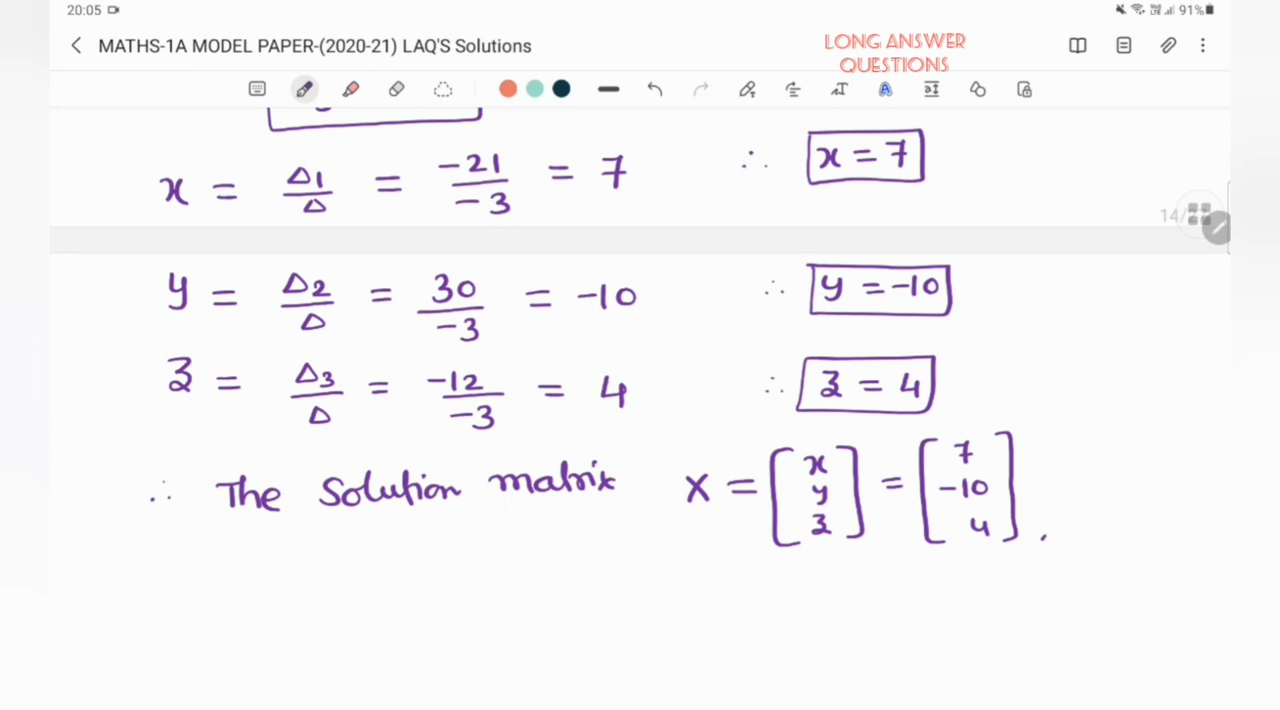 20:05
91%
MATHS-1A MODEL PAPER-(2020-21) LAQ'S Solutions
LONG ANSWER
QUESTIONS
x = Δ1/Δ = -21/-3 = 7 ∴ x = 7
14/
y = Δ2/Δ = 30/-3 = -10 ∴ y = -10
z = Δ3/Δ = -12/-3 = 4 ∴ z = 4
∴ The solution matrix X = [x y z] = [7 -10 4].